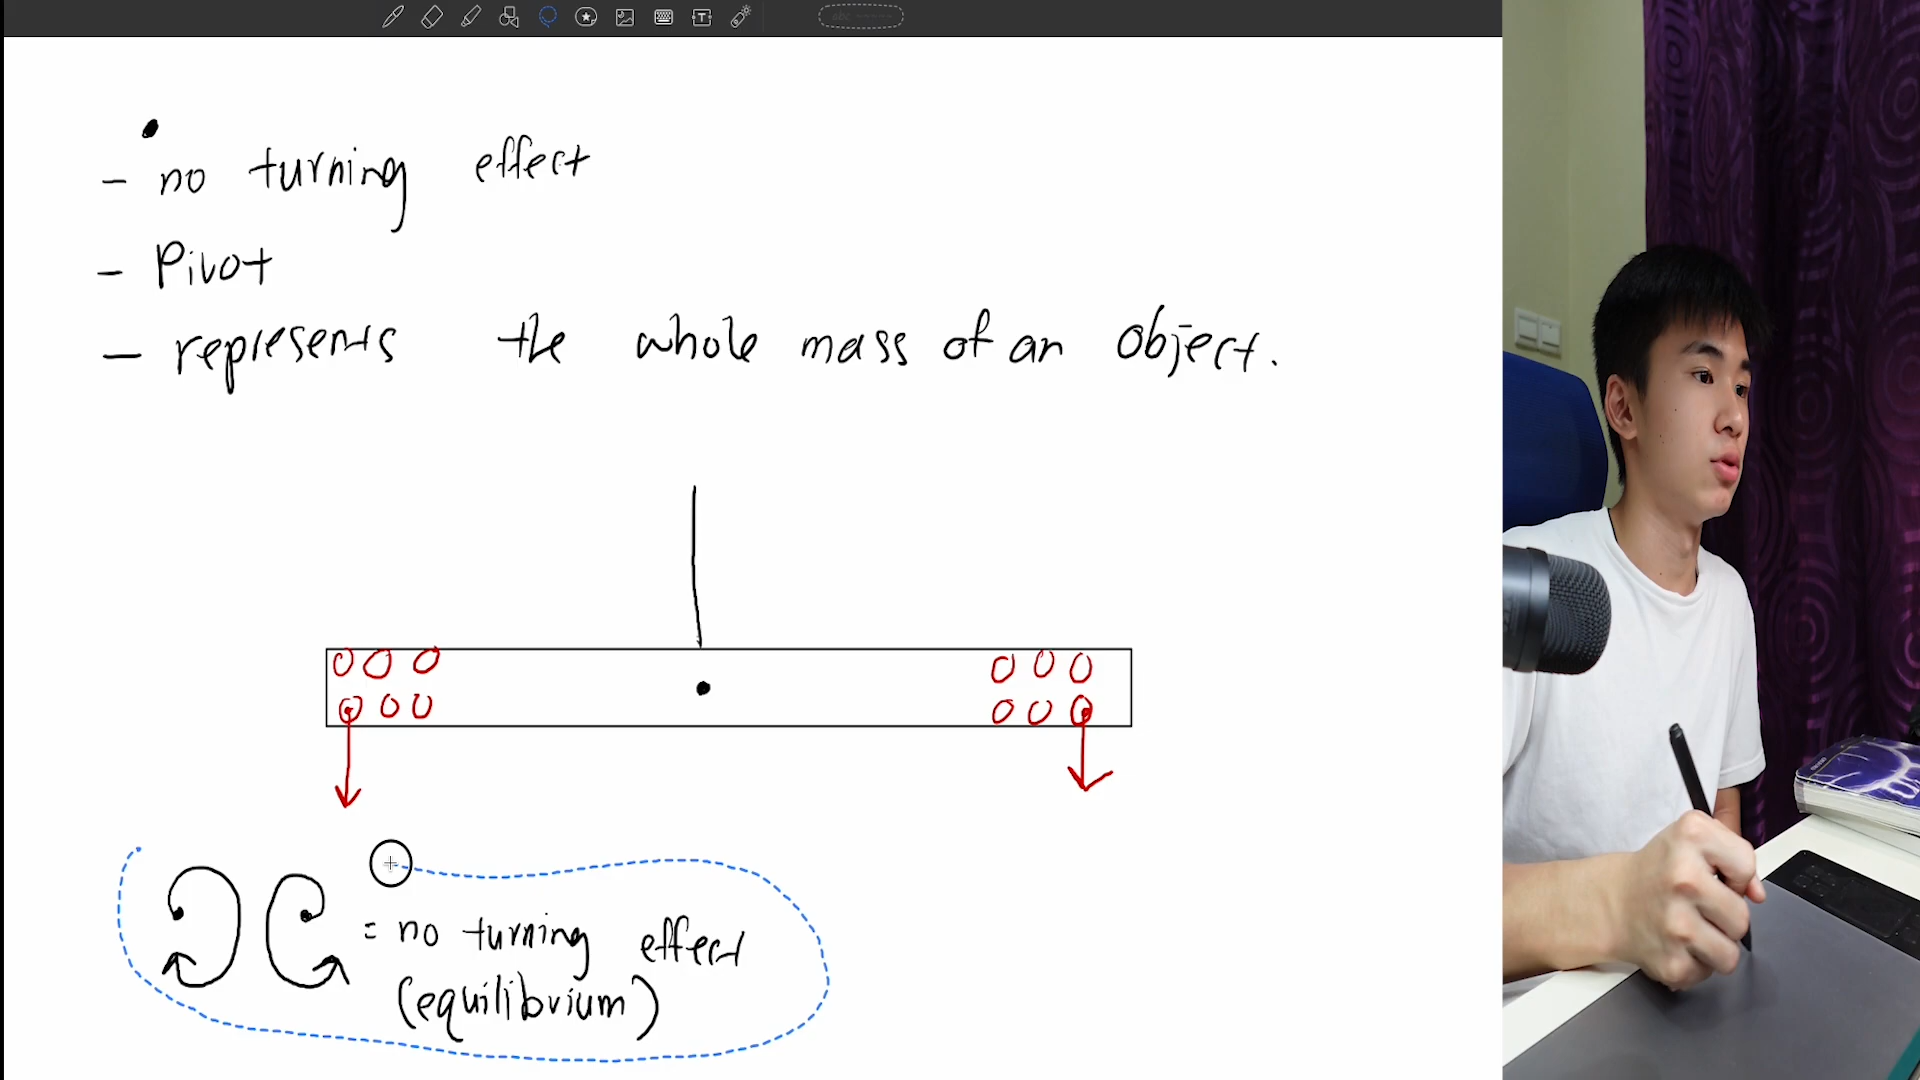 - no turning effect
- Pivot
- represents the whole mass of an object.
= no turning effect
(equilibrium)